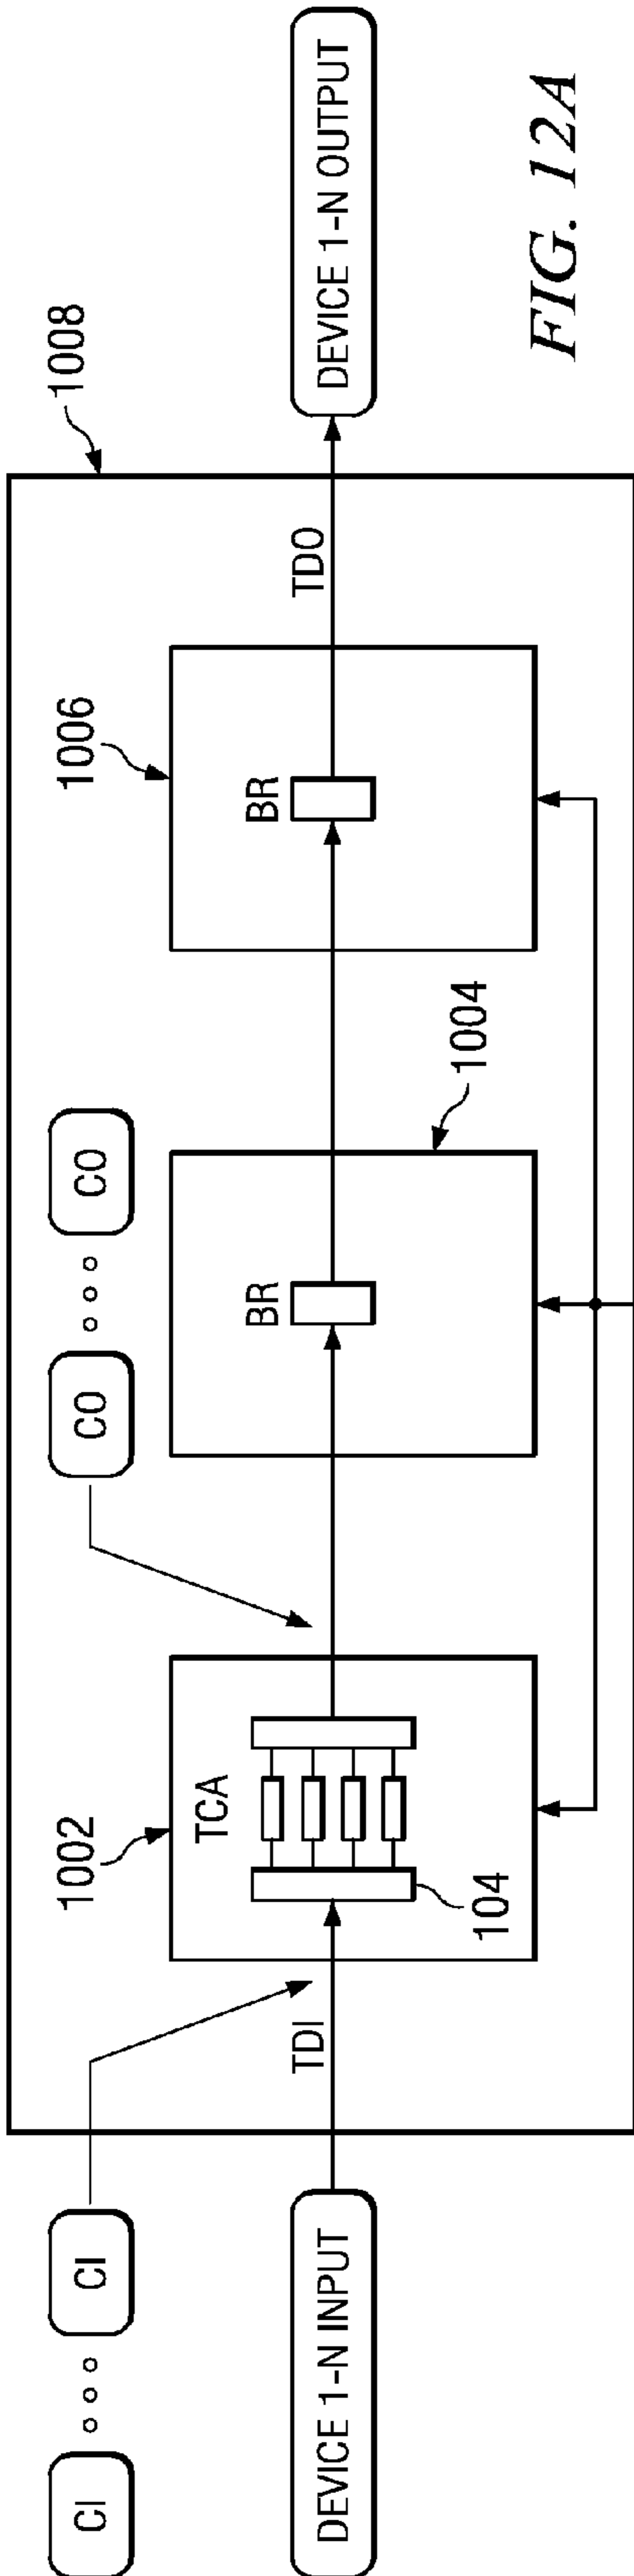 CI
CI
DEVICE 1-N INPUT
TDI
1002
TCA
104
CO
CO
BR
1004
1006
BR
TDO
1008
DEVICE 1-N OUTPUT
FIG. 12A